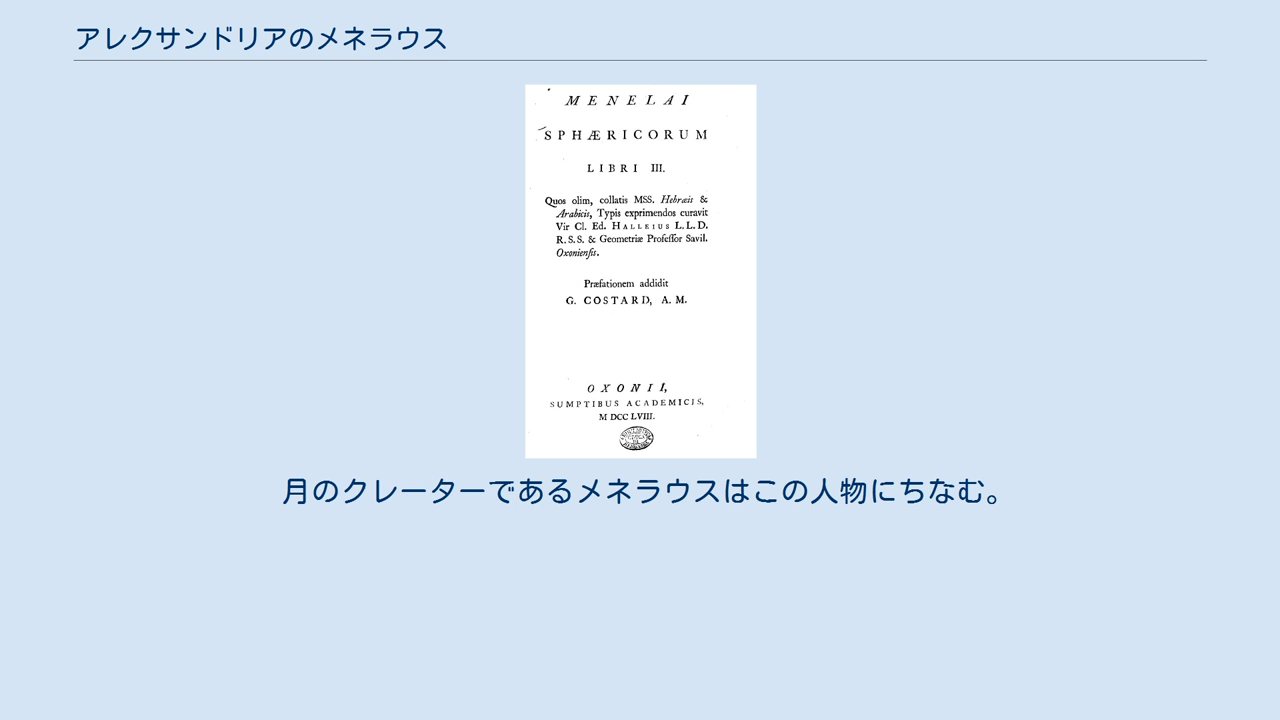 アレクサンドリアのメネラウス
MENELAI
SPHÆRICORUM
LIBRI III.
Quos olim, collatis MSS. Hebræis &
Arabicis, Typis exprimendos curavit
Vir Cl. Ed. HALLEIUS L.L.D.
R.S.S. & Geometriæ Professor Savil.
Oxoniensis.
Præfationem addidit
G. COSTARD, A. M.
OXONII,
SUMPTIBUS ACADEMICIS,
M DCC LVIII.
月のクレーターであるメネラウスはこの人物にちなむ。